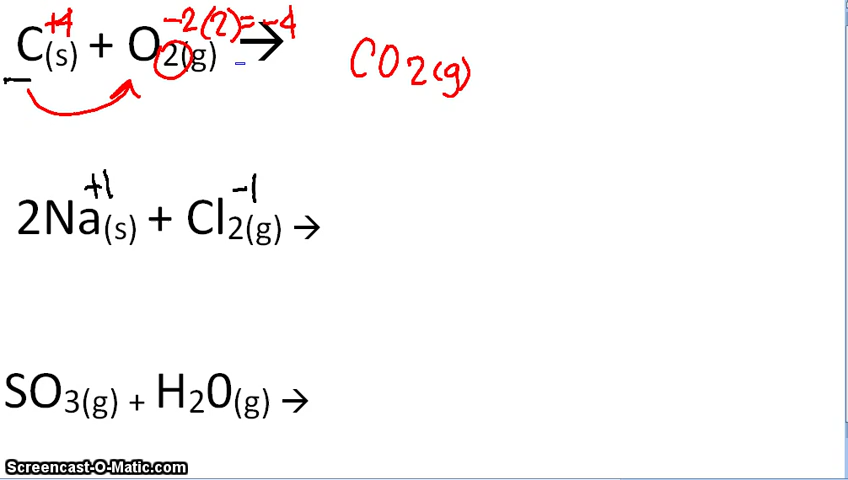 +4 -2(2)=-4
C(s) + O2(g) → CO2(g)
+1 -1
2Na(s) + Cl2(g) →
SO3(g) + H2O(g) →
Screencast-O-Matic.com